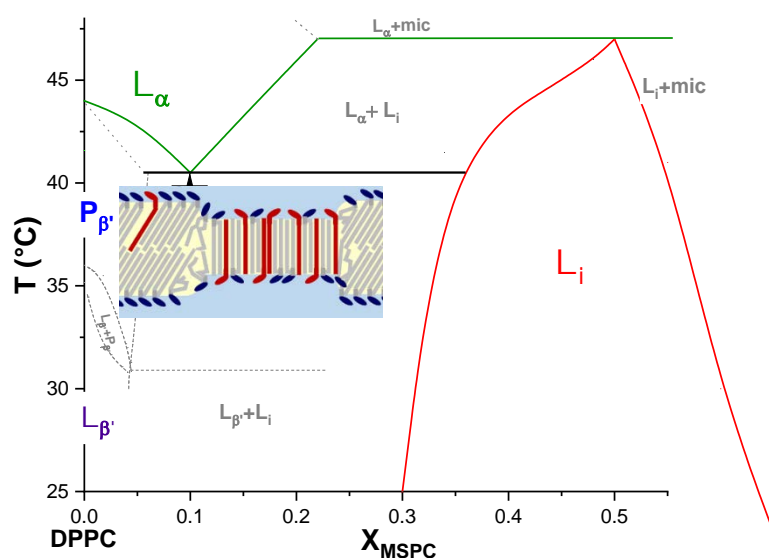 Lα+mic
45
Lα
Li+mic
Lα+ Li
40
Pβ'
T (°C)
35
Li
Lβ'+Pβ'
30
Lβ'
Lβ'+Li
25
0.0
0.1
0.2
0.3
0.4
0.5
DPPC
XMSPC